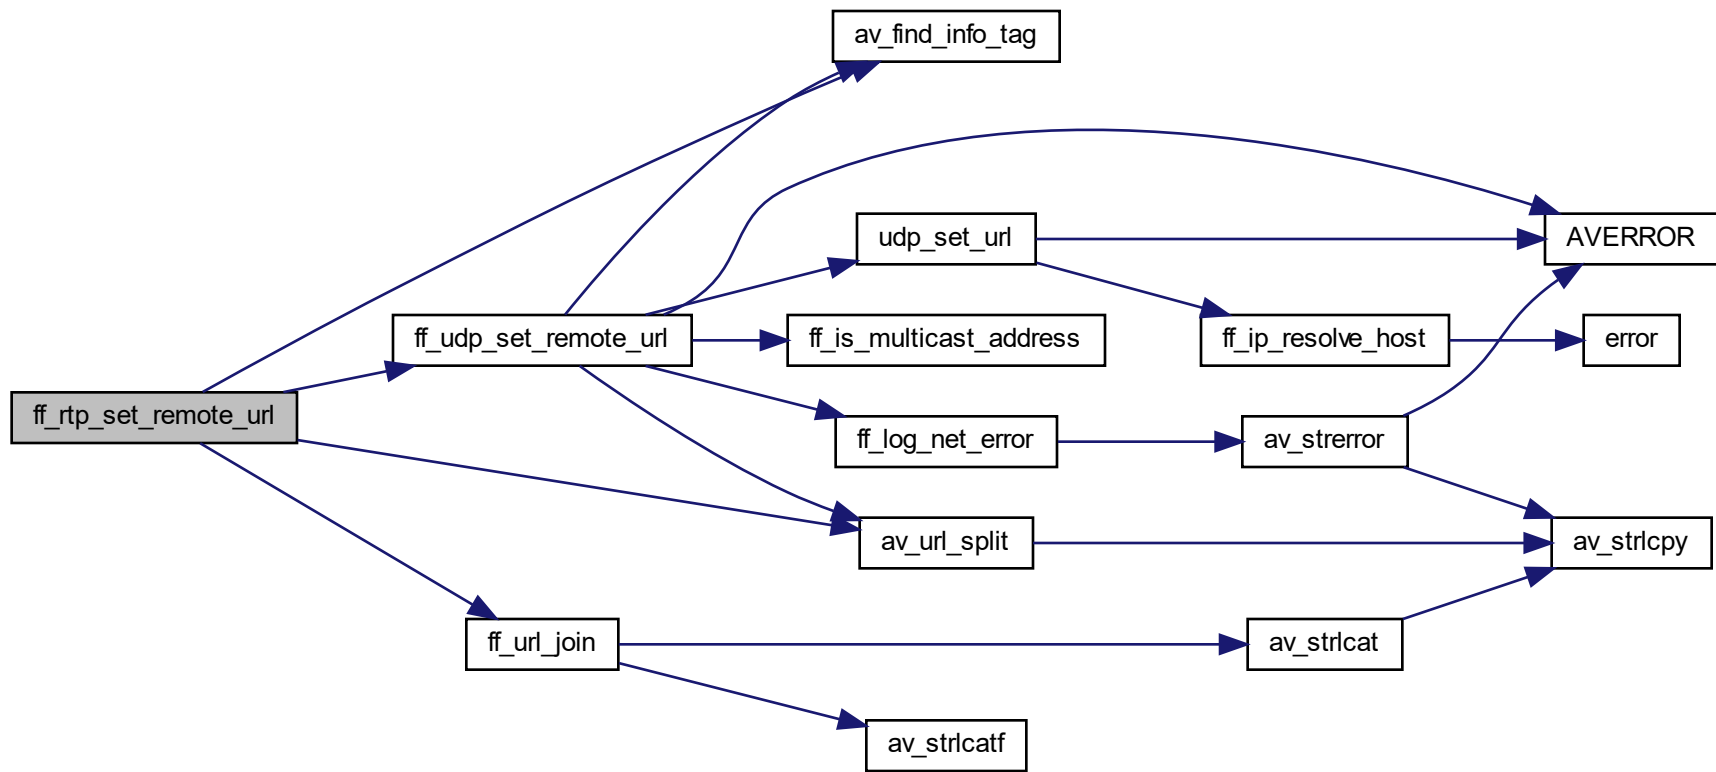 av_find_info_tag
udp_set_url
AVERROR
ff_udp_set_remote_url
ff_is_multicast_address
ff_ip_resolve_host
error
ff_rtp_set_remote_url
ff_log_net_error
av_strerror
av_url_split
av_strlcpy
ff_url_join
av_strlcat
av_strlcatf